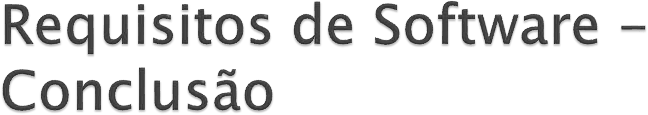 Requisitos de Software –
Conclusão